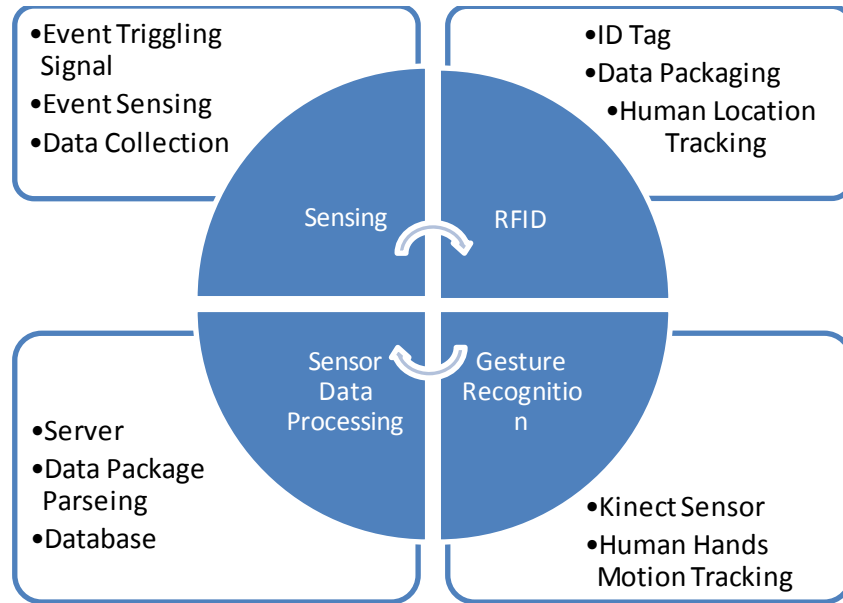 •Event Triggling
Signal
•Event Sensing
•Data Collection
•ID Tag
•Data Packaging
•Human Location
Tracking
Sensing
RFID
Sensor
Data
Processing
Gesture
Recognitio
n
•Server
•Data Package
Parseing
•Database
•Kinect Sensor
•Human Hands
Motion Tracking